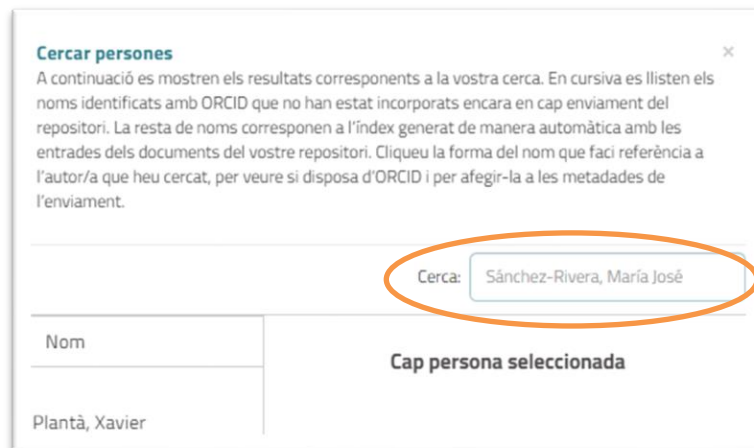 Cercar persones
×
A continuació es mostren els resultats corresponents a la vostra cerca. En cursiva es llisten els
noms identificats amb ORCID que no han estat incorporats encara en cap enviament del
repositori. La resta de noms corresponen a l'índex generat de manera automàtica amb les
entrades dels documents del vostre repositori. Cliqueu la forma del nom que faci referència a
l'autor/a que heu cercat, per veure si disposa d'ORCID i per afegir-la a les metadades de
l'enviament.
Cerca: Sánchez-Rivera, María José
Nom
Cap persona seleccionada
Plantà, Xavier